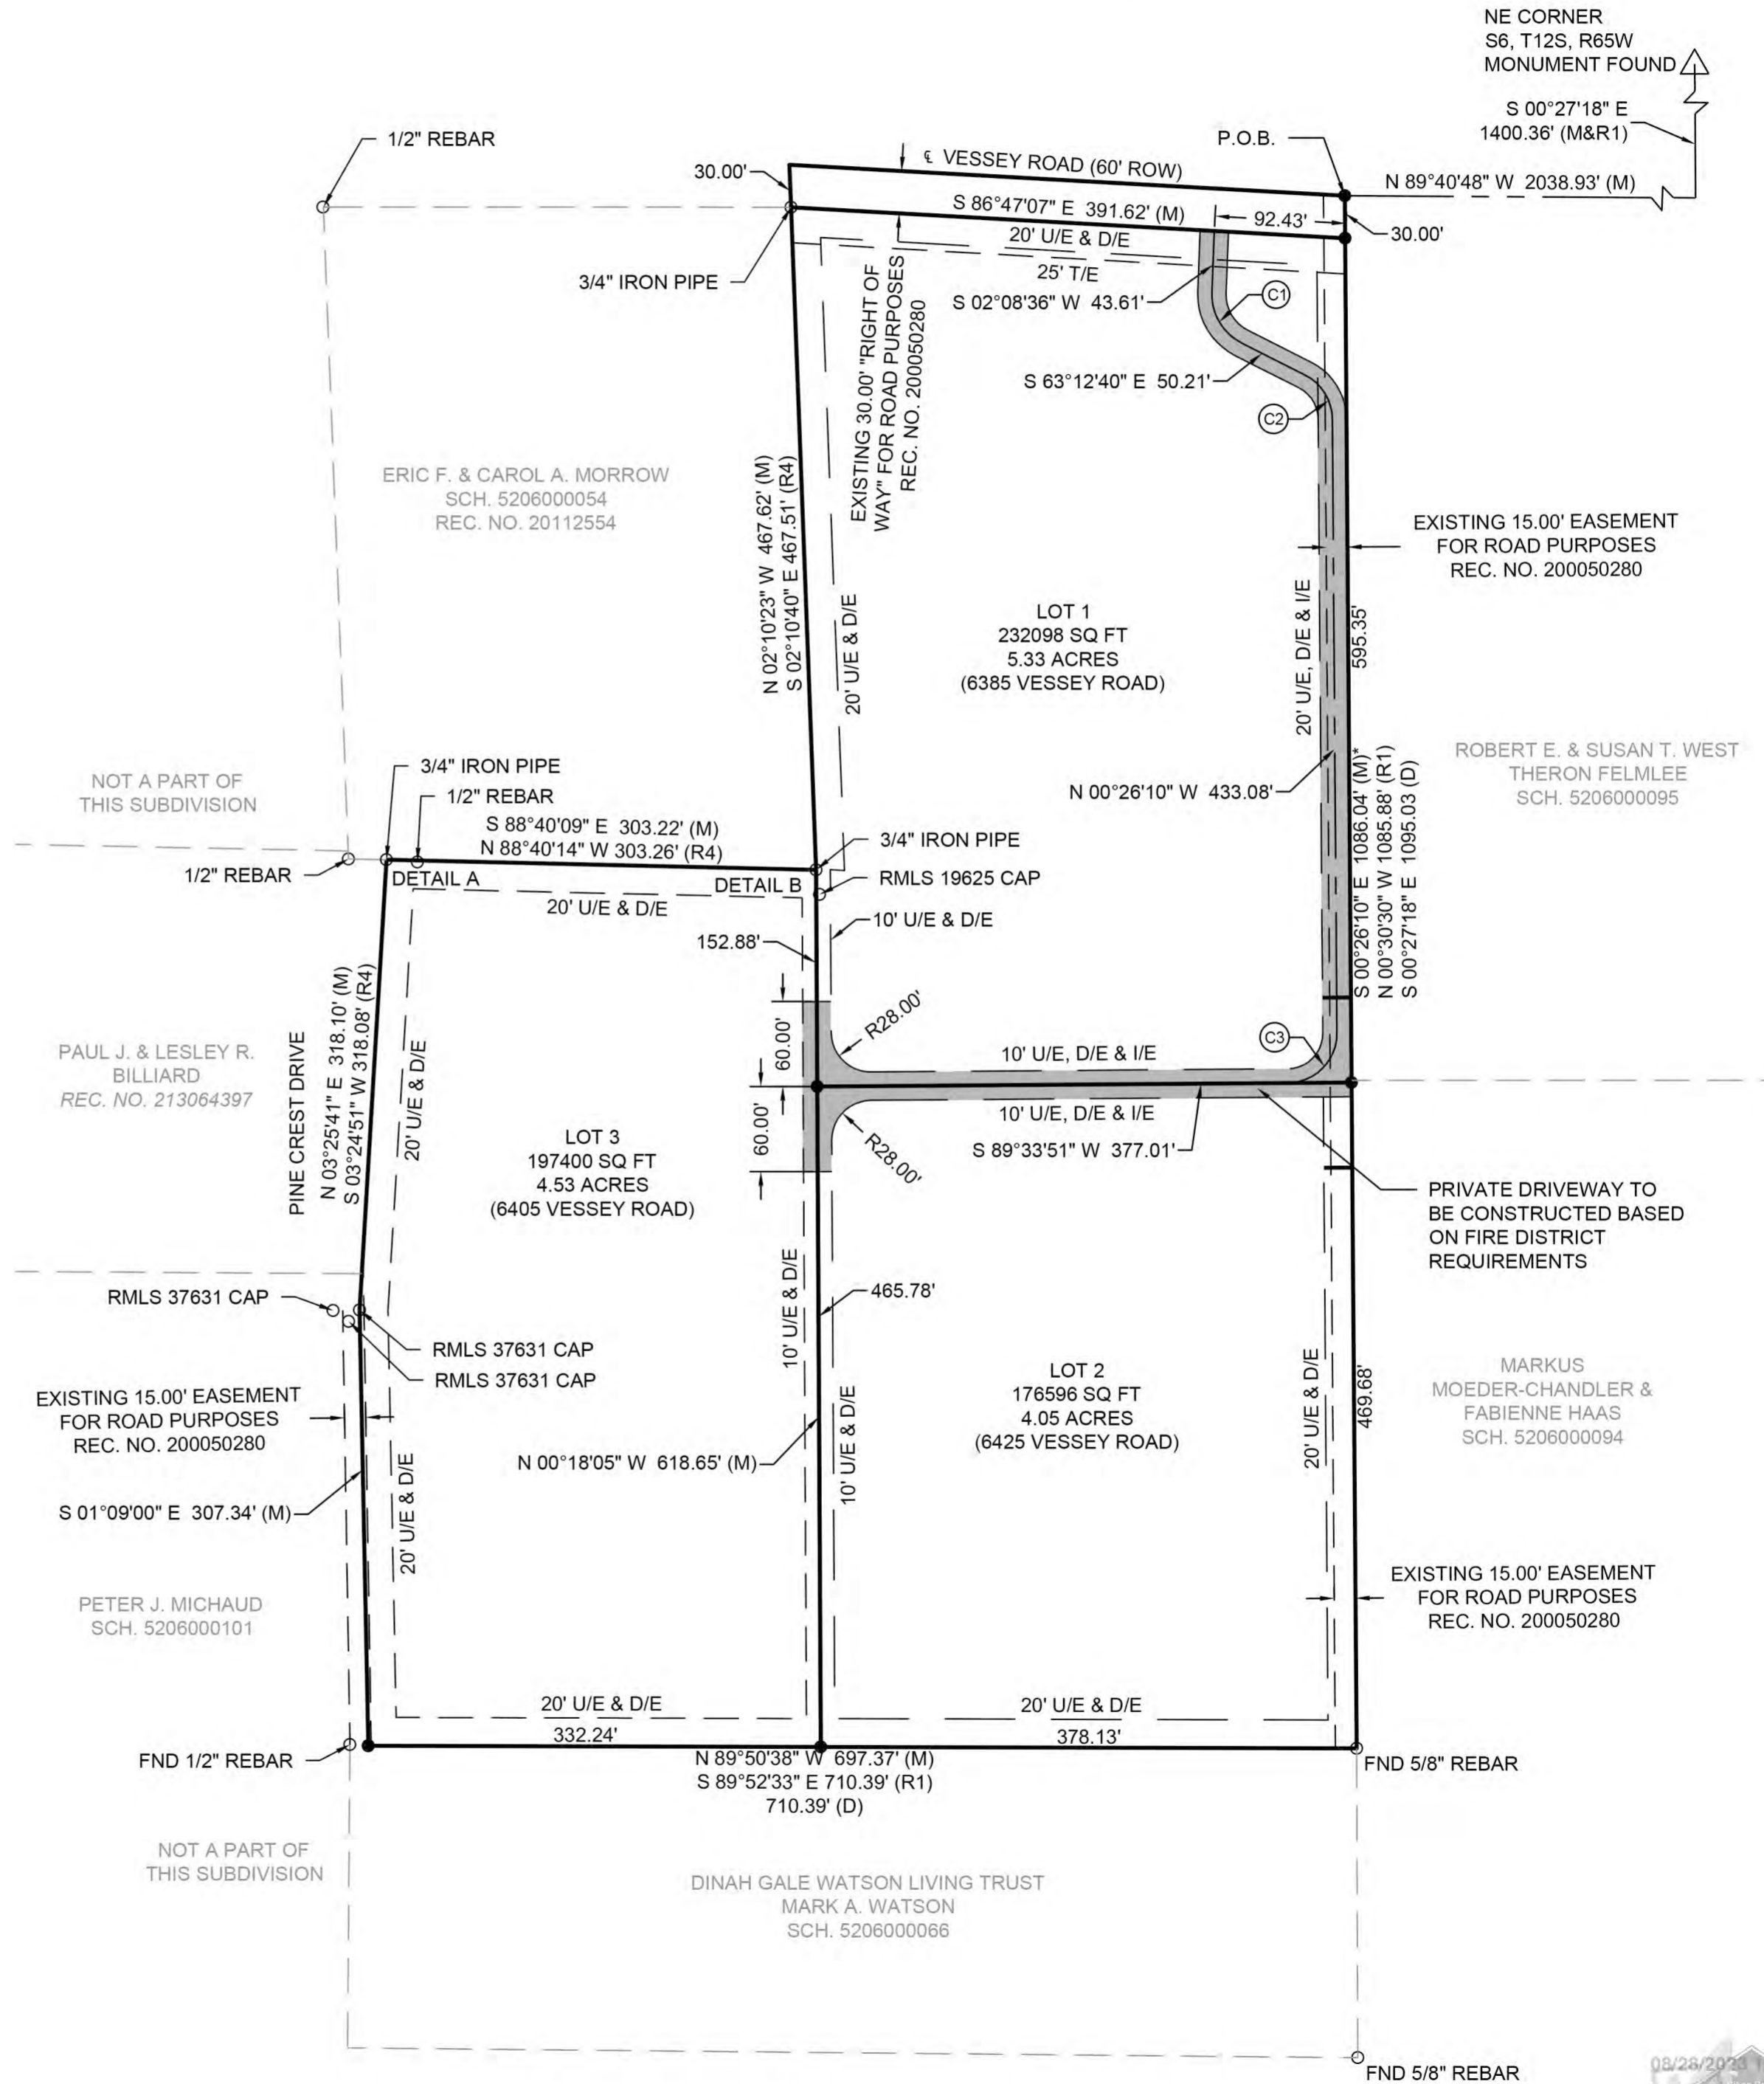 NE CORNER
S6, T12S, R65W
MONUMENT FOUND
S 00°27'18" E
1400.36' (M&R1)
1/2" REBAR
P.O.B.
30.00'
℄ VESSEY ROAD (60' ROW)
N 89°40'48" W 2038.93' (M)
S 86°47'07" E 391.62' (M)
92.43'
30.00'
20' U/E & D/E
25' T/E
3/4" IRON PIPE
S 02°08'36" W 43.61'
C1
EXISTING 30.00' "RIGHT OF
WAY" FOR ROAD PURPOSES
REC. NO. 200050280
S 63°12'40" E 50.21'
C2
ERIC F. & CAROL A. MORROW
SCH. 5206000054
REC. NO. 20112554
N 02°10'23" W 467.62' (M)
S 02°10'40" E 467.51' (R4)
20' U/E & D/E
EXISTING 15.00' EASEMENT
FOR ROAD PURPOSES
REC. NO. 200050280
20' U/E, D/E & I/E
595.35'
LOT 1
232098 SQ FT
5.33 ACRES
(6385 VESSEY ROAD)
NOT A PART OF
THIS SUBDIVISION
ROBERT E. & SUSAN T. WEST
THERON FELMLEE
SCH. 5206000095
N 00°26'10" W 433.08'
S 00°26'10" E 1086.04' (M)*
N 00°30'30" W 1085.88' (R1)
S 00°27'18" E 1095.03 (D)
3/4" IRON PIPE
1/2" REBAR
S 88°40'09" E 303.22' (M)
N 88°40'14" W 303.26' (R4)
3/4" IRON PIPE
1/2" REBAR
DETAIL A
DETAIL B
RMLS 19625 CAP
20' U/E & D/E
10' U/E & D/E
152.88'
R28.00'
60.00'
C3
10' U/E, D/E & I/E
PAUL J. & LESLEY R.
BILLIARD
REC. NO. 213064397
PINE CREST DRIVE
N 03°25'41" E 318.10' (M)
S 03°24'51" W 318.08' (R4)
20' U/E & D/E
60.00'
10' U/E, D/E & I/E
R28.00'
S 89°33'51" W 377.01'
LOT 3
197400 SQ FT
4.53 ACRES
(6405 VESSEY ROAD)
PRIVATE DRIVEWAY TO
BE CONSTRUCTED BASED
ON FIRE DISTRICT
REQUIREMENTS
RMLS 37631 CAP
RMLS 37631 CAP
RMLS 37631 CAP
10' U/E & D/E
465.78'
EXISTING 15.00' EASEMENT
FOR ROAD PURPOSES
REC. NO. 200050280
LOT 2
176596 SQ FT
4.05 ACRES
(6425 VESSEY ROAD)
20' U/E & D/E
469.68'
MARKUS
MOEDER-CHANDLER &
FABIENNE HAAS
SCH. 5206000094
N 00°18'05" W 618.65' (M)
10' U/E & D/E
S 01°09'00" E 307.34' (M)
20' U/E & D/E
PETER J. MICHAUD
SCH. 5206000101
EXISTING 15.00' EASEMENT
FOR ROAD PURPOSES
REC. NO. 200050280
20' U/E & D/E
20' U/E & D/E
332.24'
378.13'
FND 1/2" REBAR
N 89°50'38" W 697.37' (M)
S 89°52'33" E 710.39' (R1)
710.39' (D)
FND 5/8" REBAR
NOT A PART OF
THIS SUBDIVISION
DINAH GALE WATSON LIVING TRUST
MARK A. WATSON
SCH. 5206000066
FND 5/8" REBAR
08/28/2023